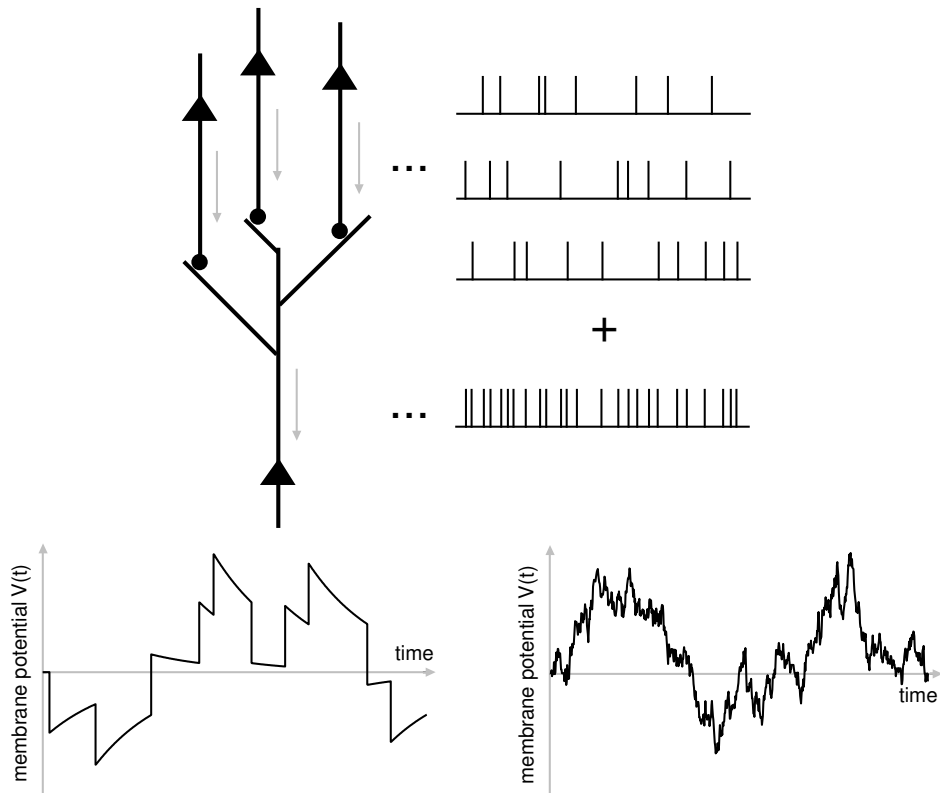 ...
+
...
membrane potential V(t)
time
membrane potential V(t)
time